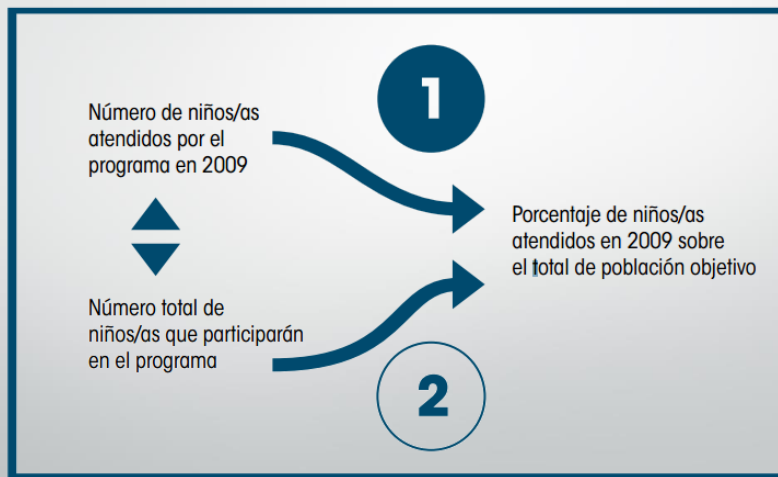 1
Número de niños/as
atendidos por el
programa en 2009
Porcentaje de niños/as
atendidos en 2009 sobre
el total de población objetivo
Número total de
niños/as que participarán
en el programa
2